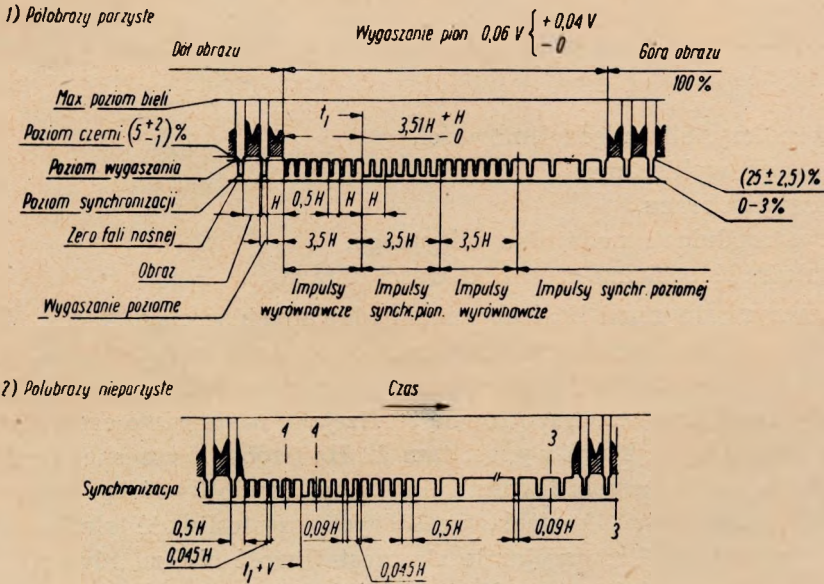 1) Półobrazy parzyste
Wygaszanie pion 0,06 V { + 0,04 V
– 0
Dół obrazu
Góra obrazu
100 %
Max poziom bieli
t₁
3,51 H + H
– 0
Poziom czerni (5 +2 –1) %
Poziom wygaszania
(25 ± 2,5) %
Poziom synchronizacji
H
0,5 H
H
H
0–3 %
Zero fali nośnej
3,5 H
3,5 H
3,5 H
Obraz
Impulsy wyrównawcze
Impulsy synchr. pion.
Impulsy wyrównawcze
Impulsy synchr. poziomej
Wygaszanie poziome
2) Polubrazy nieparzyste
Czas
4
4
3
Synchronizacja {
0,5 H
0,09 H
0,5 H
0,09 H
3
0,045 H
t₁ + V
0,045 H